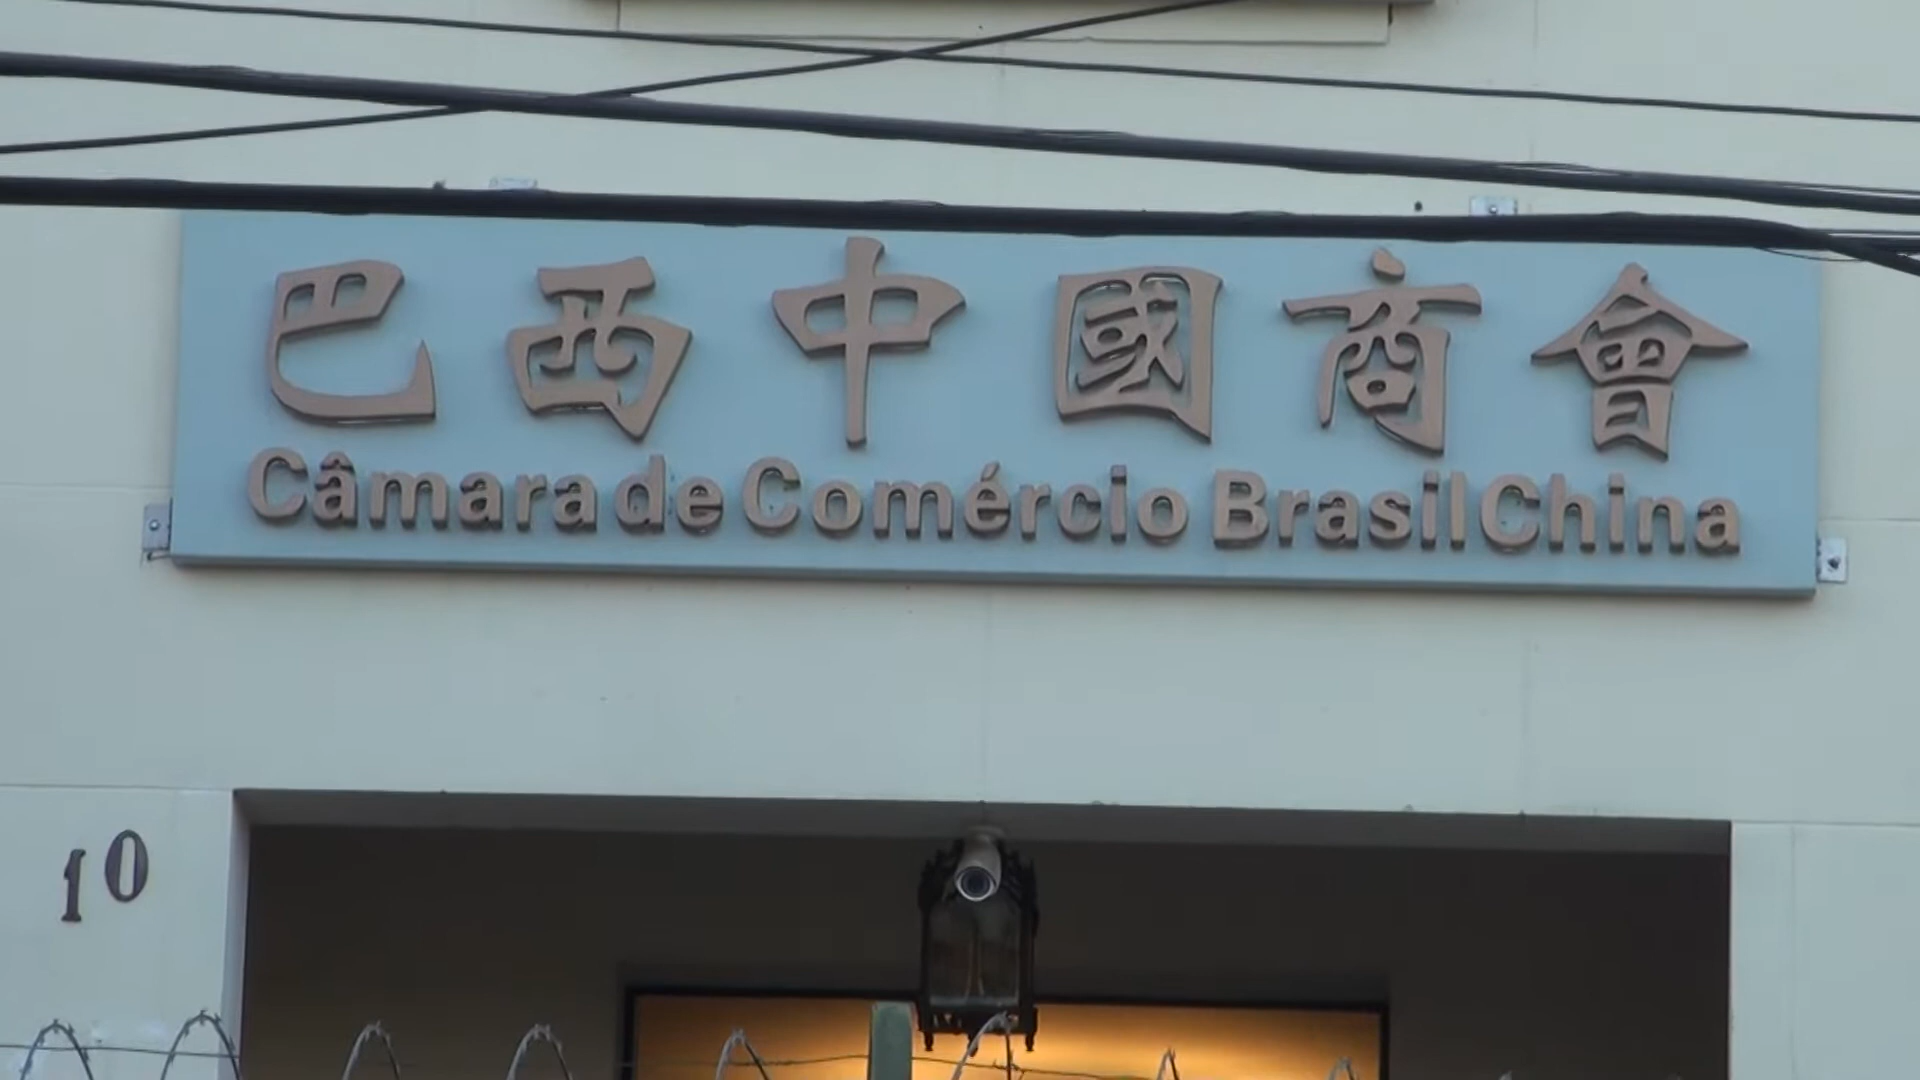 巴西中國商會
Câmara de Comércio Brasil China
10